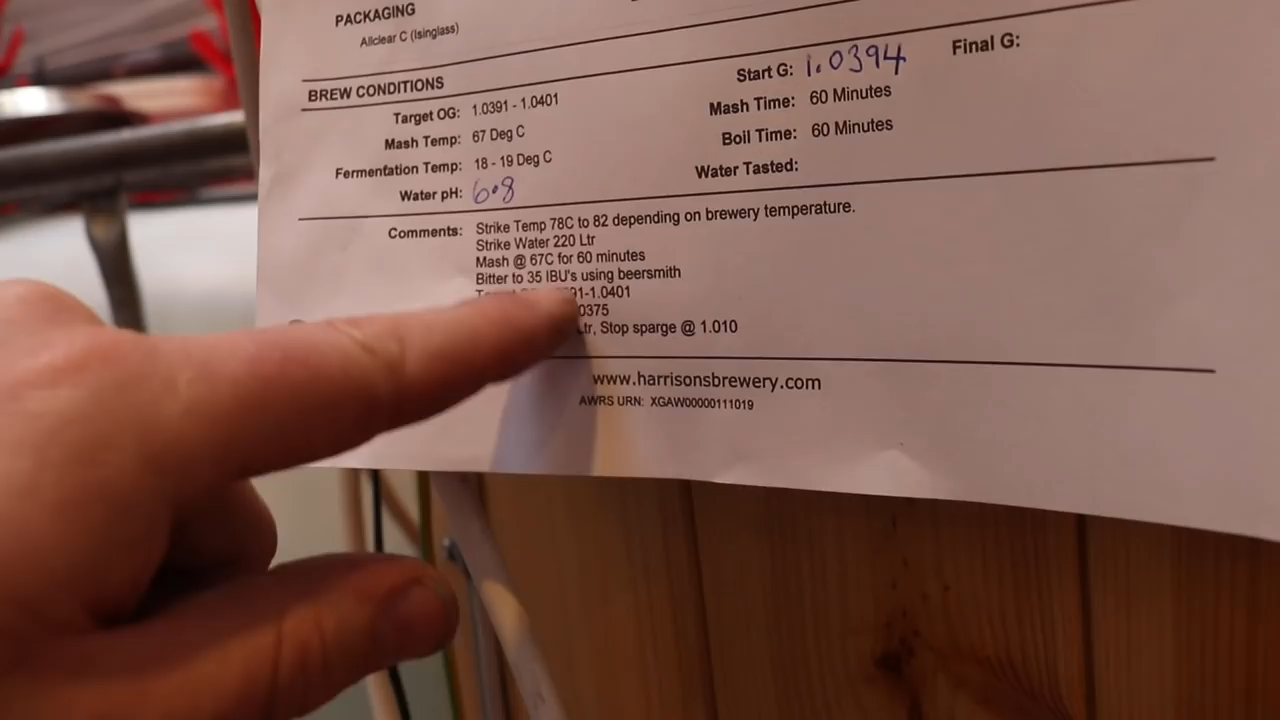 PACKAGING
Allclear C (Isinglass)
BREW CONDITIONS
Target OG: 1.0391 - 1.0401
Start G: 1.0394
Final G:
Mash Temp: 67 Deg C
Mash Time: 60 Minutes
Fermentation Temp: 18 - 19 Deg C
Boil Time: 60 Minutes
Water pH: 6.8
Water Tasted:
Comments: Strike Temp 78C to 82 depending on brewery temperature.
Strike Water 220 Ltr
Mash @ 67C for 60 minutes
Bitter to 35 IBU's using beersmith
91-1.0401
0375
Ltr, Stop sparge @ 1.010
www.harrisonsbrewery.com
AWRS URN: XGAW00000111019